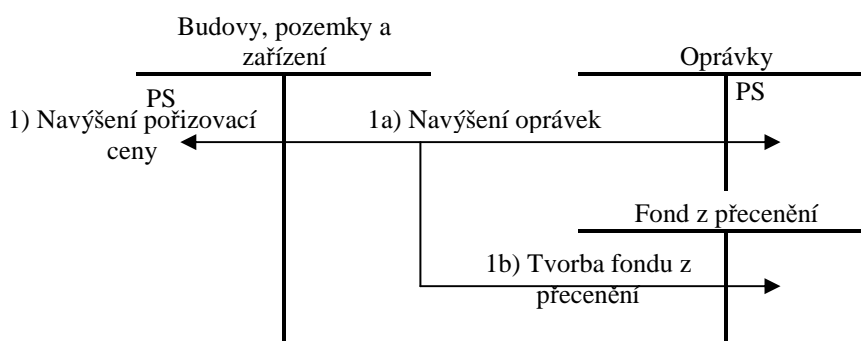 Budovy, pozemky a
zařízení
Oprávky
PS
PS
1) Navýšení pořizovací
ceny
1a) Navýšení oprávek
Fond z přecenění
1b) Tvorba fondu z
přecenění